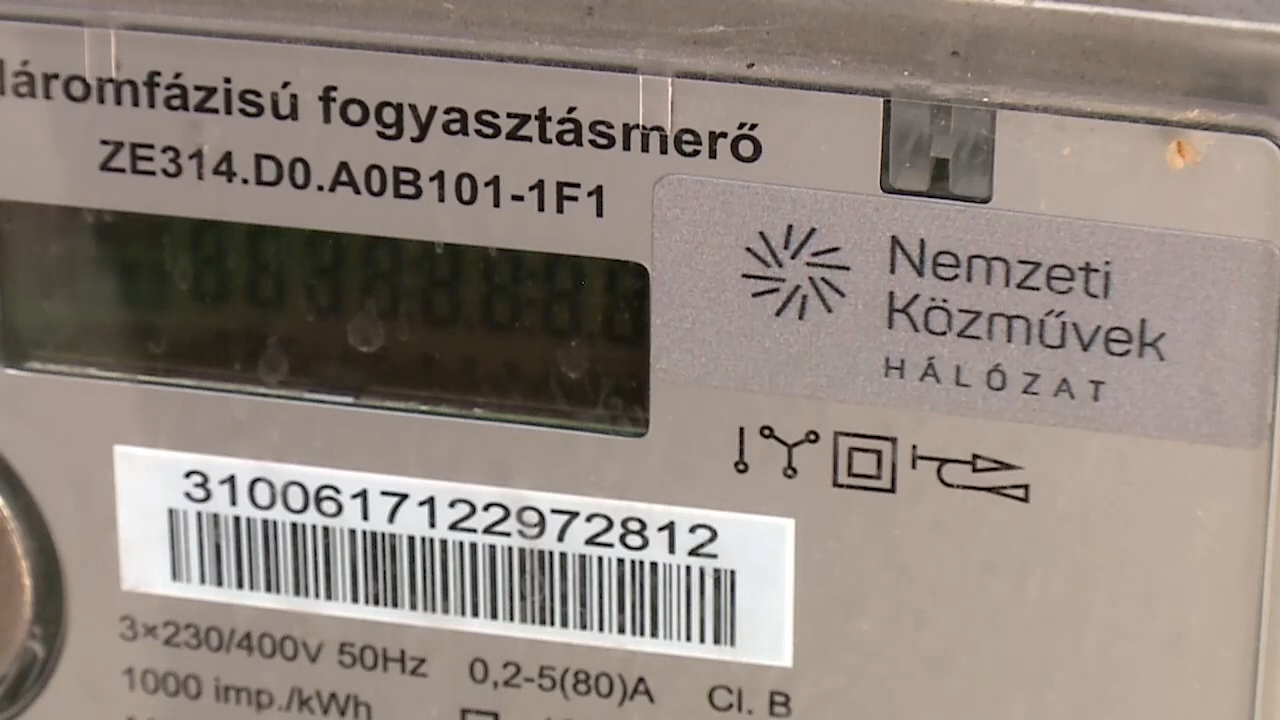 áromfázisú fogyasztásmerő
ZE314.D0.A0B101-1F1
Nemzeti
Közművek
HÁLÓZAT
3100617122972812
3×230/400V 50Hz 0,2-5(80)A Cl. B
1000 imp./kWh